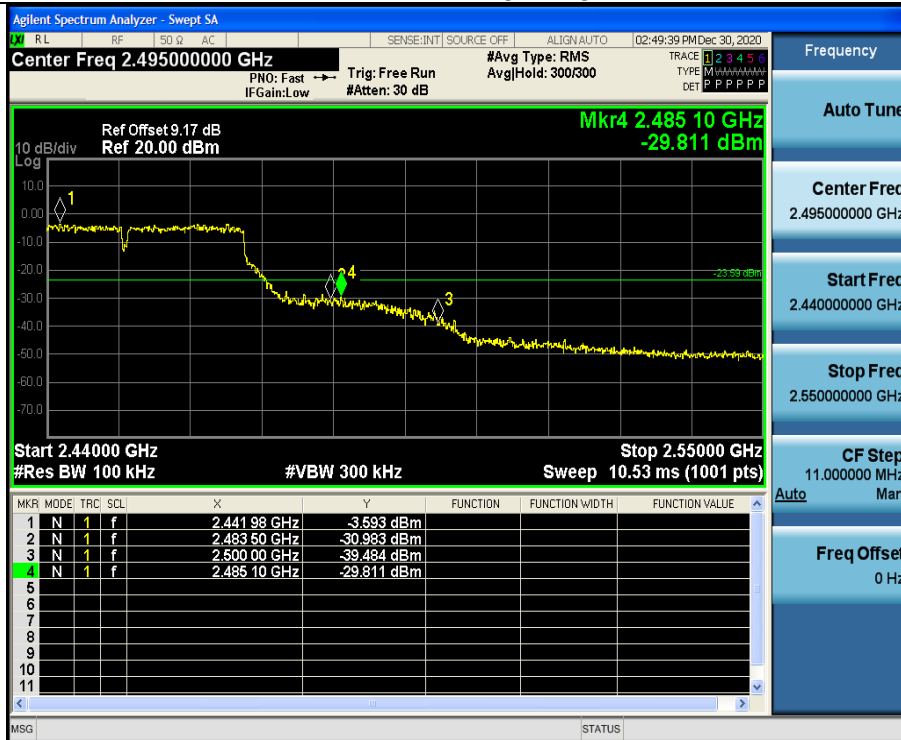 Agilent Spectrum Analyzer - Swept SA
LXI RL RF 50 Ω AC SENSE:INT SOURCE OFF ALIGN AUTO 02:49:39 PM Dec 30, 2020
Center Freq 2.495000000 GHz
PNO: Fast
IFGain:Low
Trig: Free Run
#Atten: 30 dB
#Avg Type: RMS
Avg|Hold: 300/300
TRACE 1 2 3 4 5 6
TYPE M
DET P P P P P P
Mkr4 2.485 10 GHz
-29.811 dBm
Ref Offset 9.17 dB
10 dB/div Ref 20.00 dBm
Log
10.0
0.00
-10.0
-20.0
-30.0
-40.0
-50.0
-60.0
-70.0
1
4
3
-23.59 dBm
Start 2.44000 GHz Stop 2.55000 GHz
#Res BW 100 kHz #VBW 300 kHz Sweep 10.53 ms (1001 pts)
MKR MODE TRC SCL X Y FUNCTION FUNCTION WIDTH FUNCTION VALUE
1 N 1 f 2.441 98 GHz -3.593 dBm
2 N 1 f 2.483 50 GHz -30.983 dBm
3 N 1 f 2.500 00 GHz -39.484 dBm
4 N 1 f 2.485 10 GHz -29.811 dBm
5
6
7
8
9
10
11
MSG STATUS
Frequency
Auto Tune
Center Freq
2.495000000 GHz
Start Freq
2.440000000 GHz
Stop Freq
2.550000000 GHz
CF Step
11.000000 MHz
Auto Man
Freq Offset
0 Hz